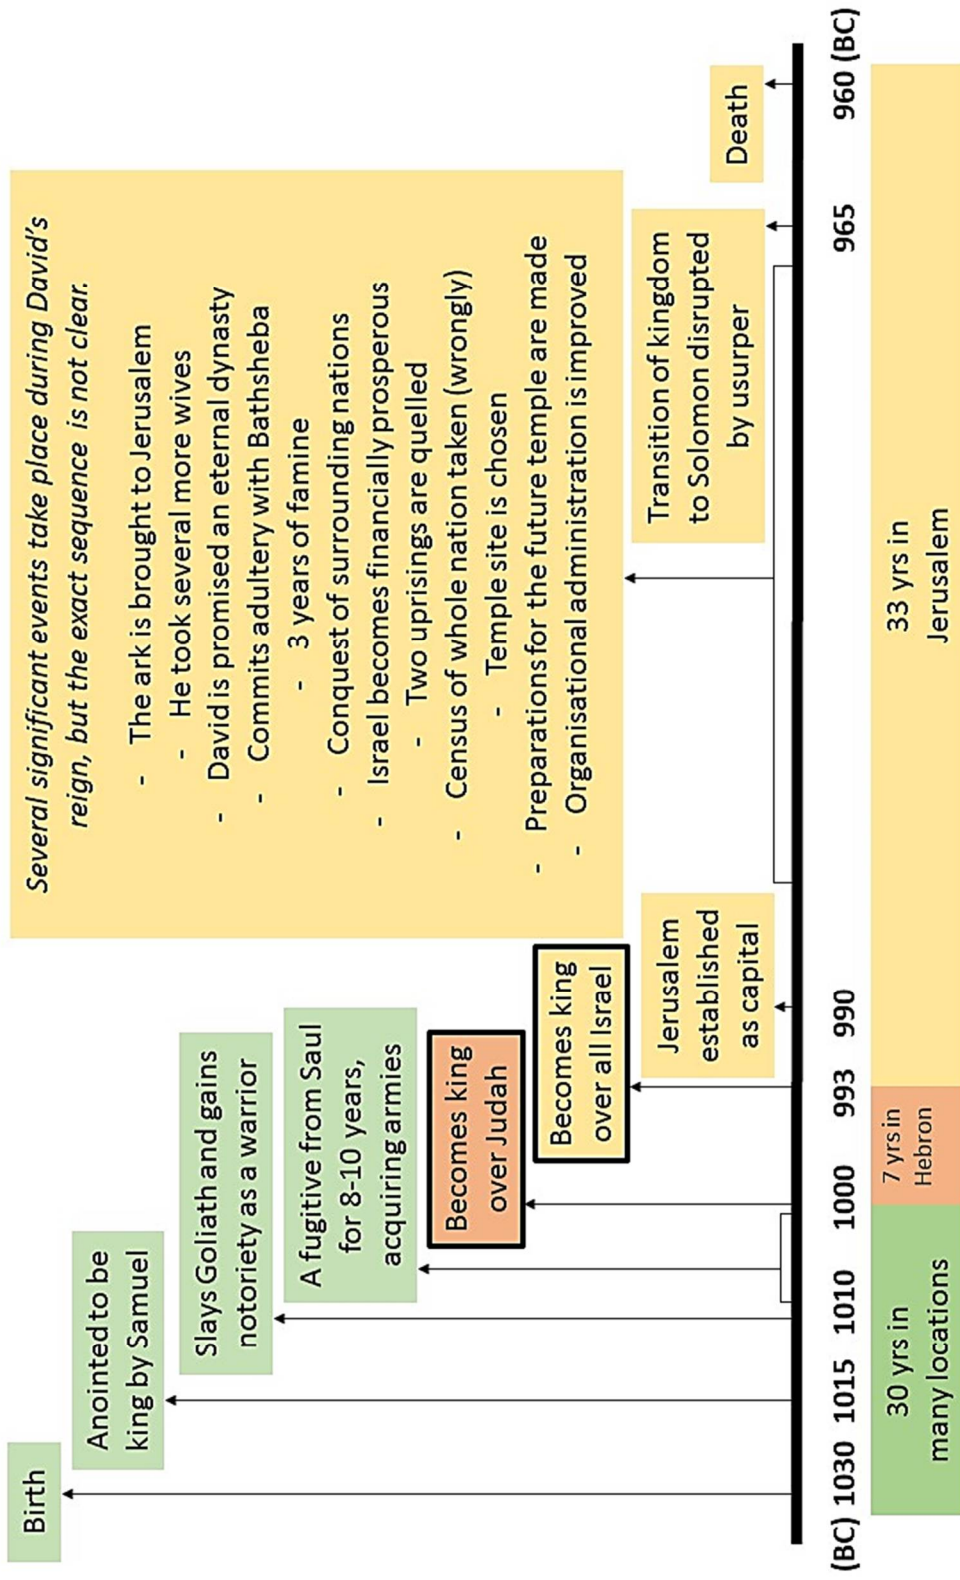 Birth
Anointed to be
king by Samuel
Slays Goliath and gains
notoriety as a warrior
A fugitive from Saul
for 8-10 years,
acquiring armies
Becomes king
over Judah
Becomes king
over all Israel
Jerusalem
established
as capital
Several significant events take place during David's
reign, but the exact sequence is not clear.
- The ark is brought to Jerusalem
- He took several more wives
- David is promised an eternal dynasty
- Commits adultery with Bathsheba
- 3 years of famine
- Conquest of surrounding nations
- Israel becomes financially prosperous
- Two uprisings are quelled
- Census of whole nation taken (wrongly)
- Temple site is chosen
- Preparations for the future temple are made
- Organisational administration is improved
Transition of kingdom
to Solomon disrupted
by usurper
Death
(BC) 1030 1015 1010 1000 993 990 965 960 (BC)
30 yrs in
many locations
7 yrs in
Hebron
33 yrs in
Jerusalem